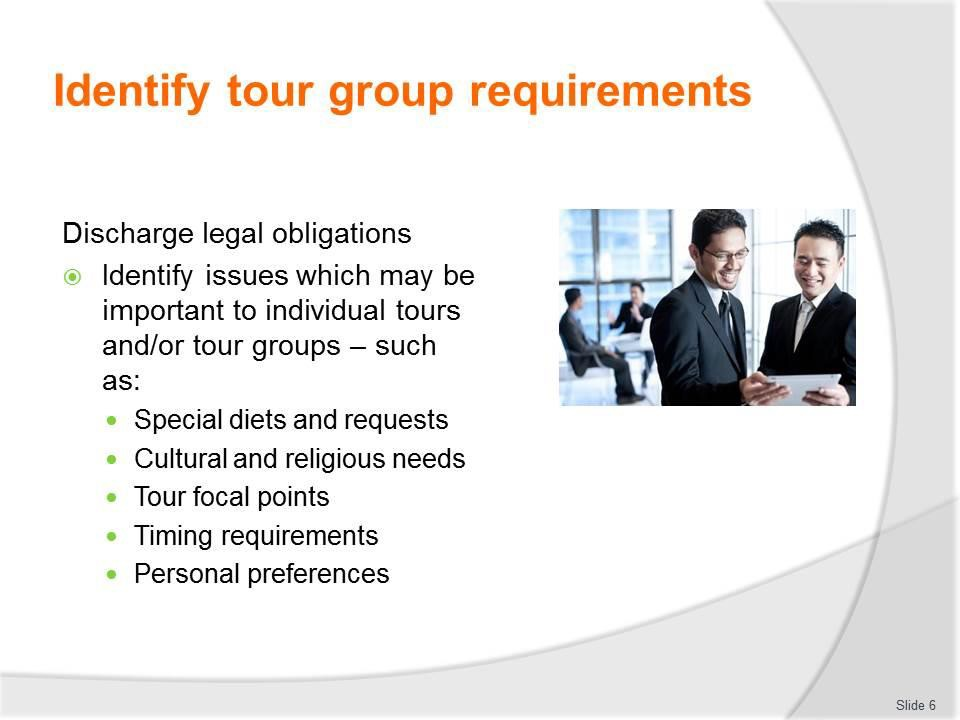 Identify tour group requirements
Discharge legal obligations
Identify issues which may be
important to individual tours
and/or tour groups – such
as:
Special diets and requests
Cultural and religious needs
Tour focal points
Timing requirements
Personal preferences
Slide 6